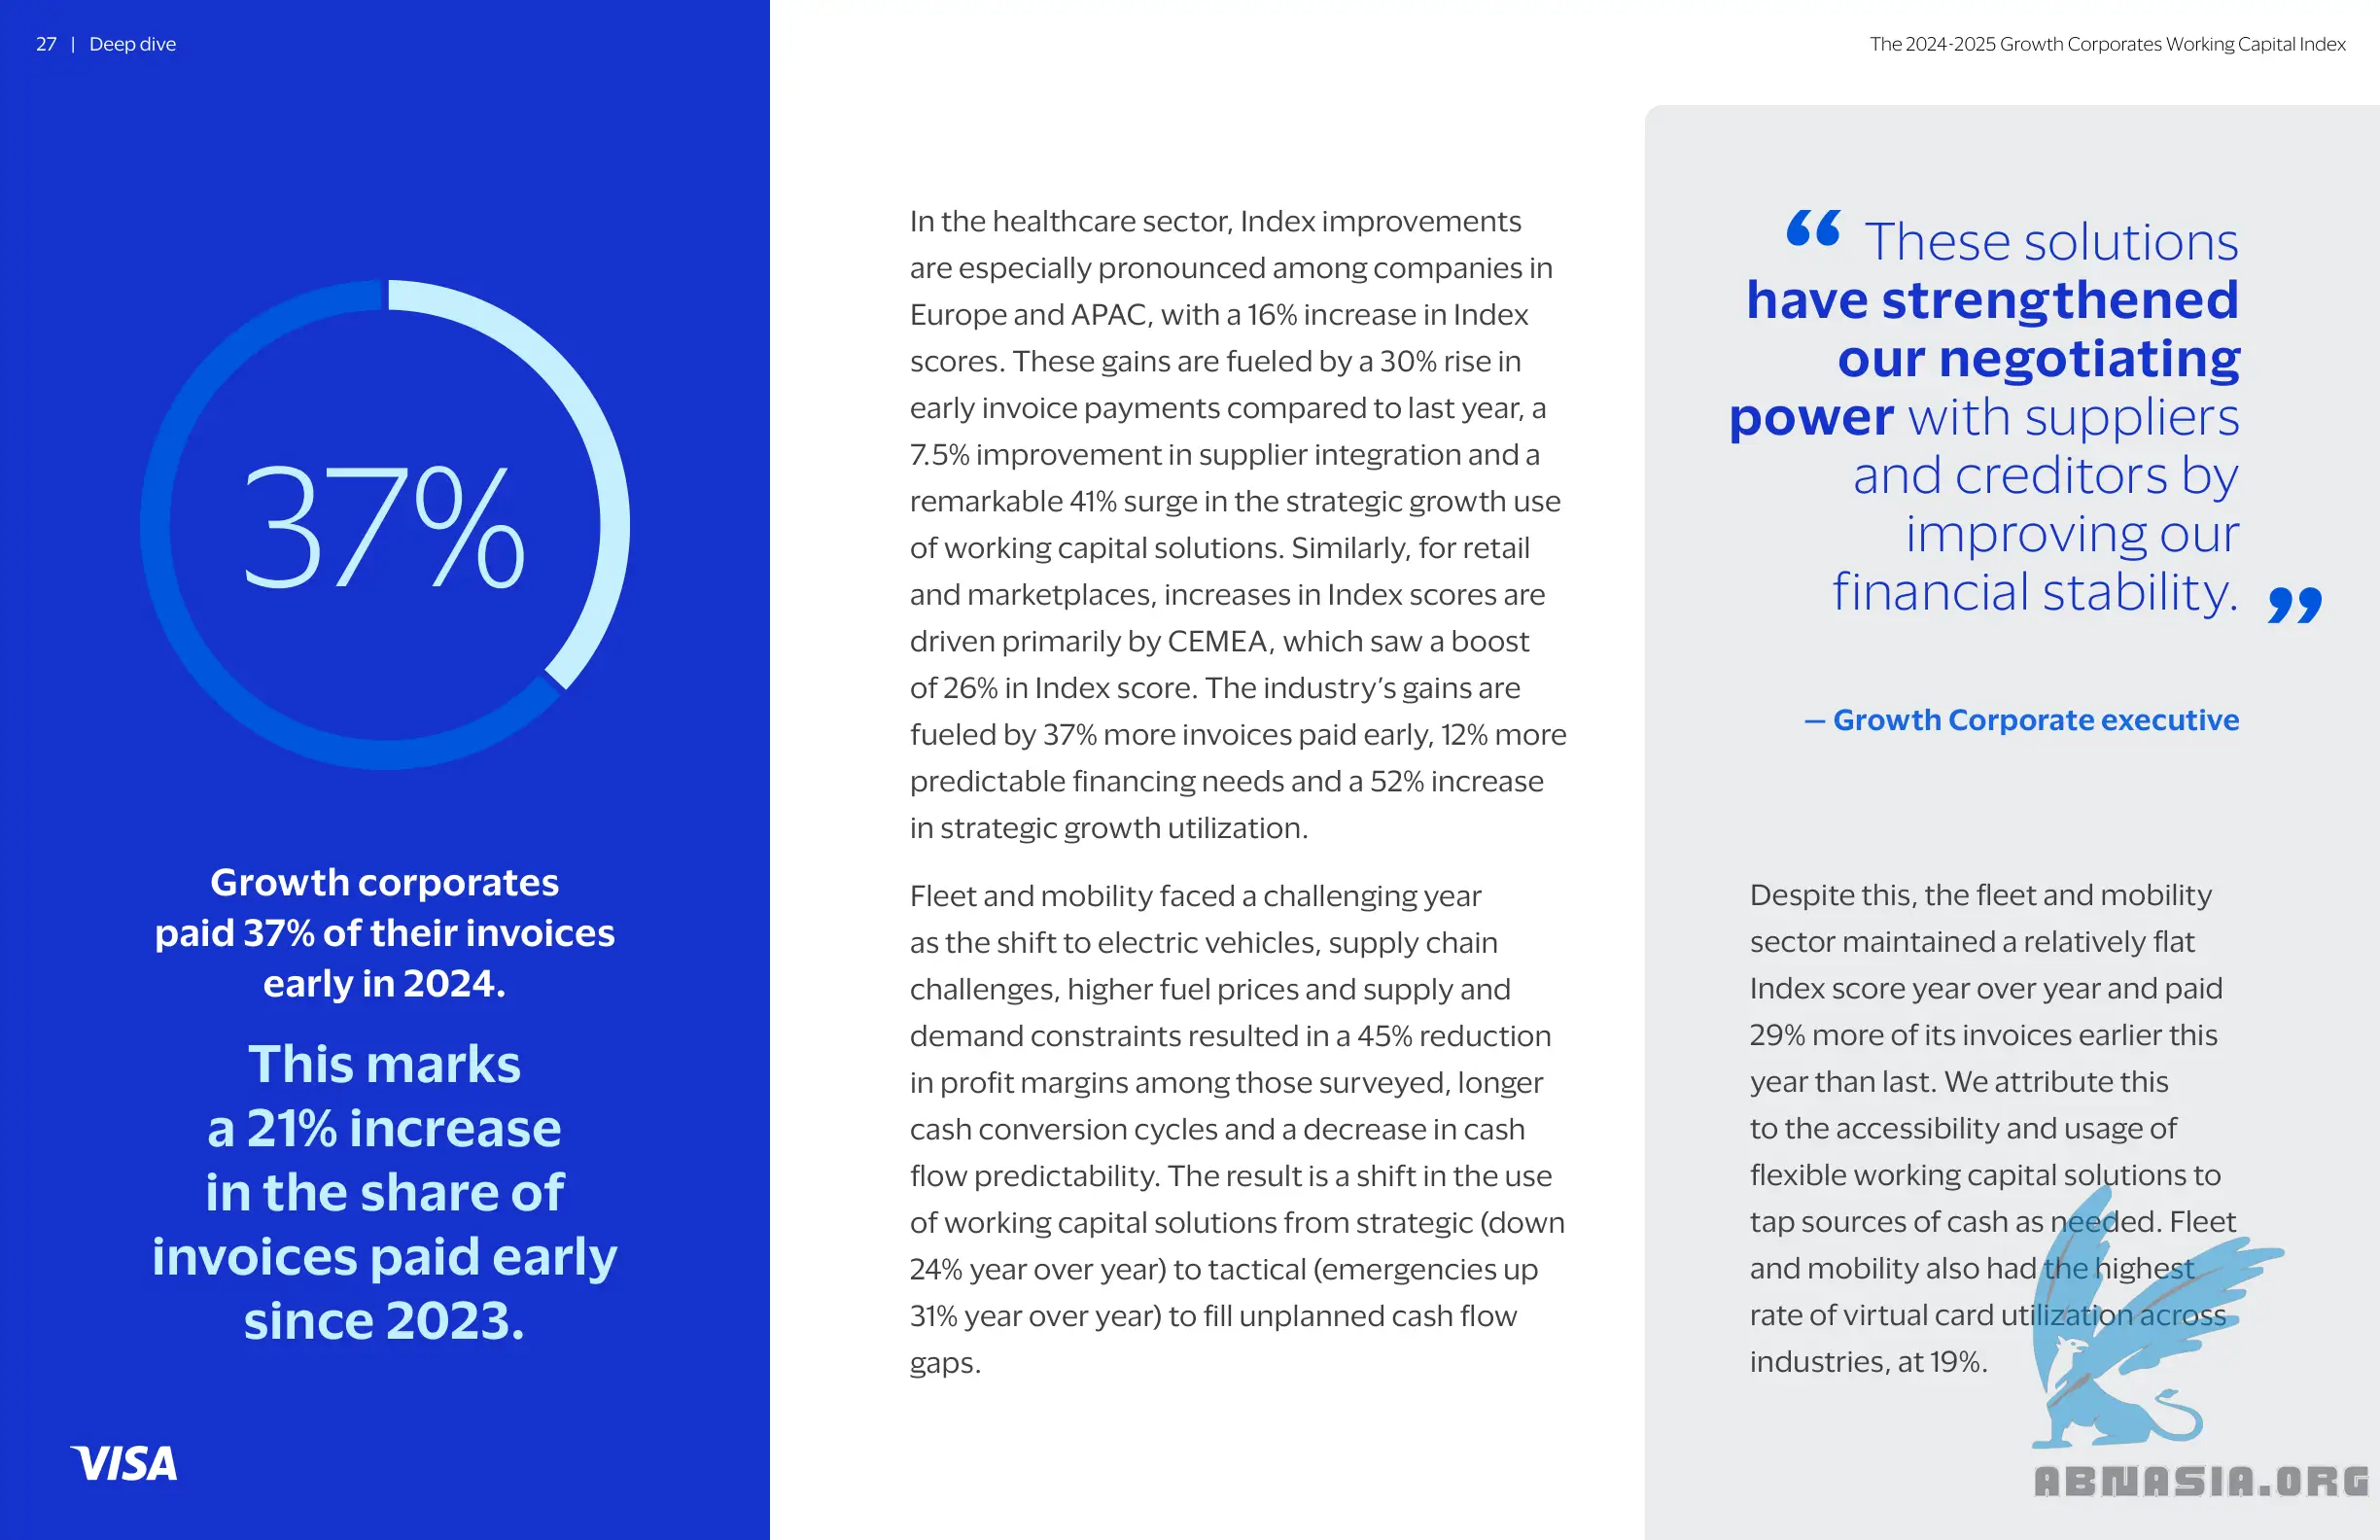 27 | Deep dive
The 2024-2025 Growth Corporates Working Capital Index
37%
Growth corporates
paid 37% of their invoices
early in 2024.
This marks
a 21% increase
in the share of
invoices paid early
since 2023.
VISA
In the healthcare sector, Index improvements
are especially pronounced among companies in
Europe and APAC, with a 16% increase in Index
scores. These gains are fueled by a 30% rise in
early invoice payments compared to last year, a
7.5% improvement in supplier integration and a
remarkable 41% surge in the strategic growth use
of working capital solutions. Similarly, for retail
and marketplaces, increases in Index scores are
driven primarily by CEMEA, which saw a boost
of 26% in Index score. The industry’s gains are
fueled by 37% more invoices paid early, 12% more
predictable financing needs and a 52% increase
in strategic growth utilization.
Fleet and mobility faced a challenging year
as the shift to electric vehicles, supply chain
challenges, higher fuel prices and supply and
demand constraints resulted in a 45% reduction
in profit margins among those surveyed, longer
cash conversion cycles and a decrease in cash
flow predictability. The result is a shift in the use
of working capital solutions from strategic (down
24% year over year) to tactical (emergencies up
31% year over year) to fill unplanned cash flow
gaps.
“ These solutions
have strengthened
our negotiating
power with suppliers
and creditors by
improving our
financial stability. ”
— Growth Corporate executive
Despite this, the fleet and mobility
sector maintained a relatively flat
Index score year over year and paid
29% more of its invoices earlier this
year than last. We attribute this
to the accessibility and usage of
flexible working capital solutions to
tap sources of cash as needed. Fleet
and mobility also had the highest
rate of virtual card utilization across
industries, at 19%.
ABNASIA.ORG